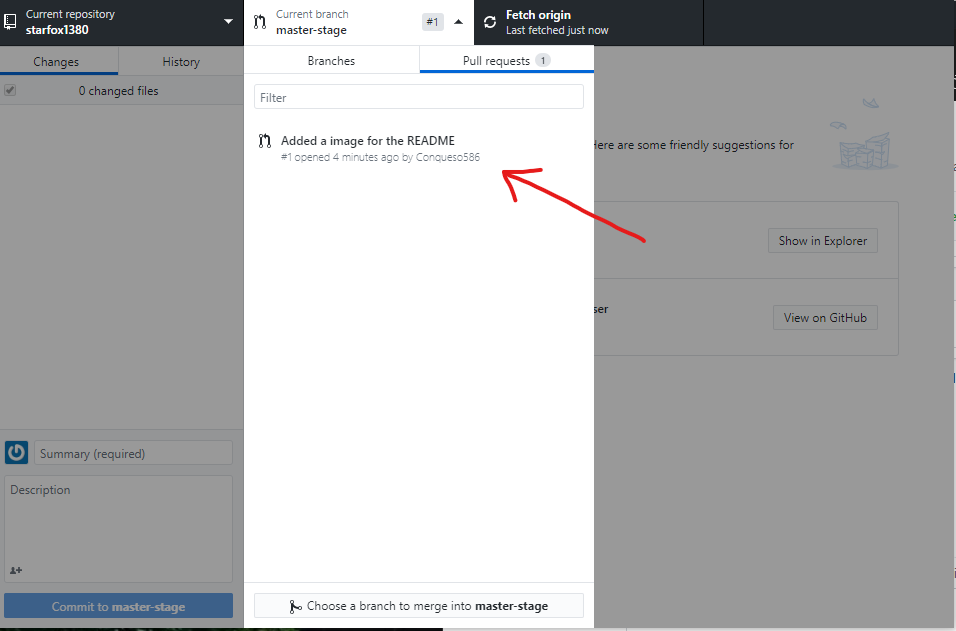 Current repository
starfox1380
Current branch
master-stage
#1
Fetch origin
Last fetched just now
Changes
History
Branches
Pull requests 1
0 changed files
Filter
Added a image for the README
#1 opened 4 minutes ago by Conqueso586
Here are some friendly suggestions for
Show in Explorer
ser
View on GitHub
Summary (required)
Description
Commit to master-stage
Choose a branch to merge into master-stage